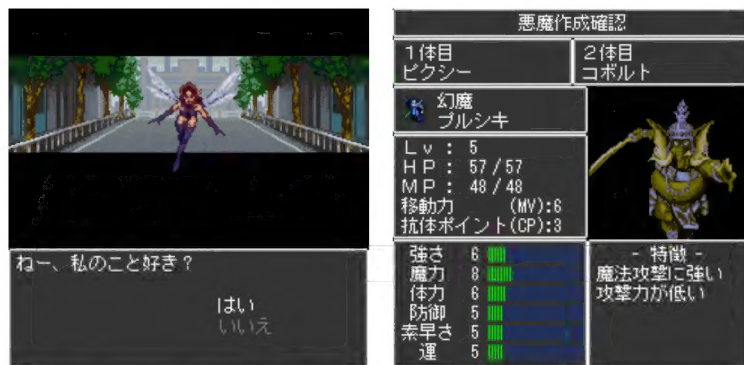 ねー、私のこと好き？
はい
いいえ
悪魔作成確認
１体目
ピクシー
２体目
コボルト
幻魔
プルシキ
Ｌｖ： 5
ＨＰ： 57/57
ＭＰ： 48/48
移動力 (MV):6
抗体ポイント(CP):3
強さ 6
魔力 8
体力 6
防御 5
素早さ 5
運 5
- 特徴 -
魔法攻撃に強い
攻撃力が低い